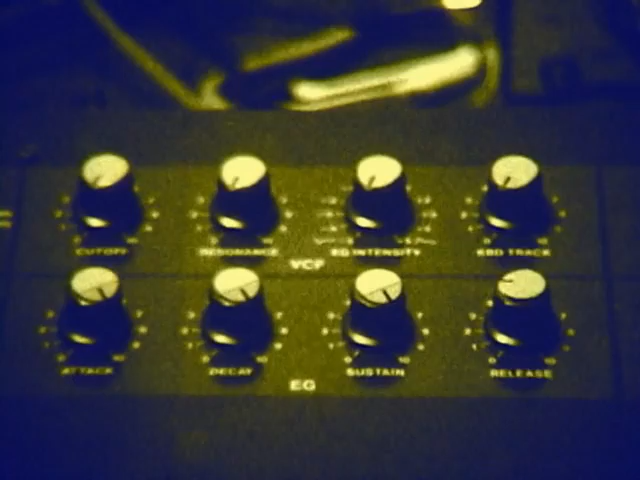 CUTOFF RESONANCE EG INTENSITY KBD TRACK
VCF
ATTACK DECAY SUSTAIN RELEASE
EG